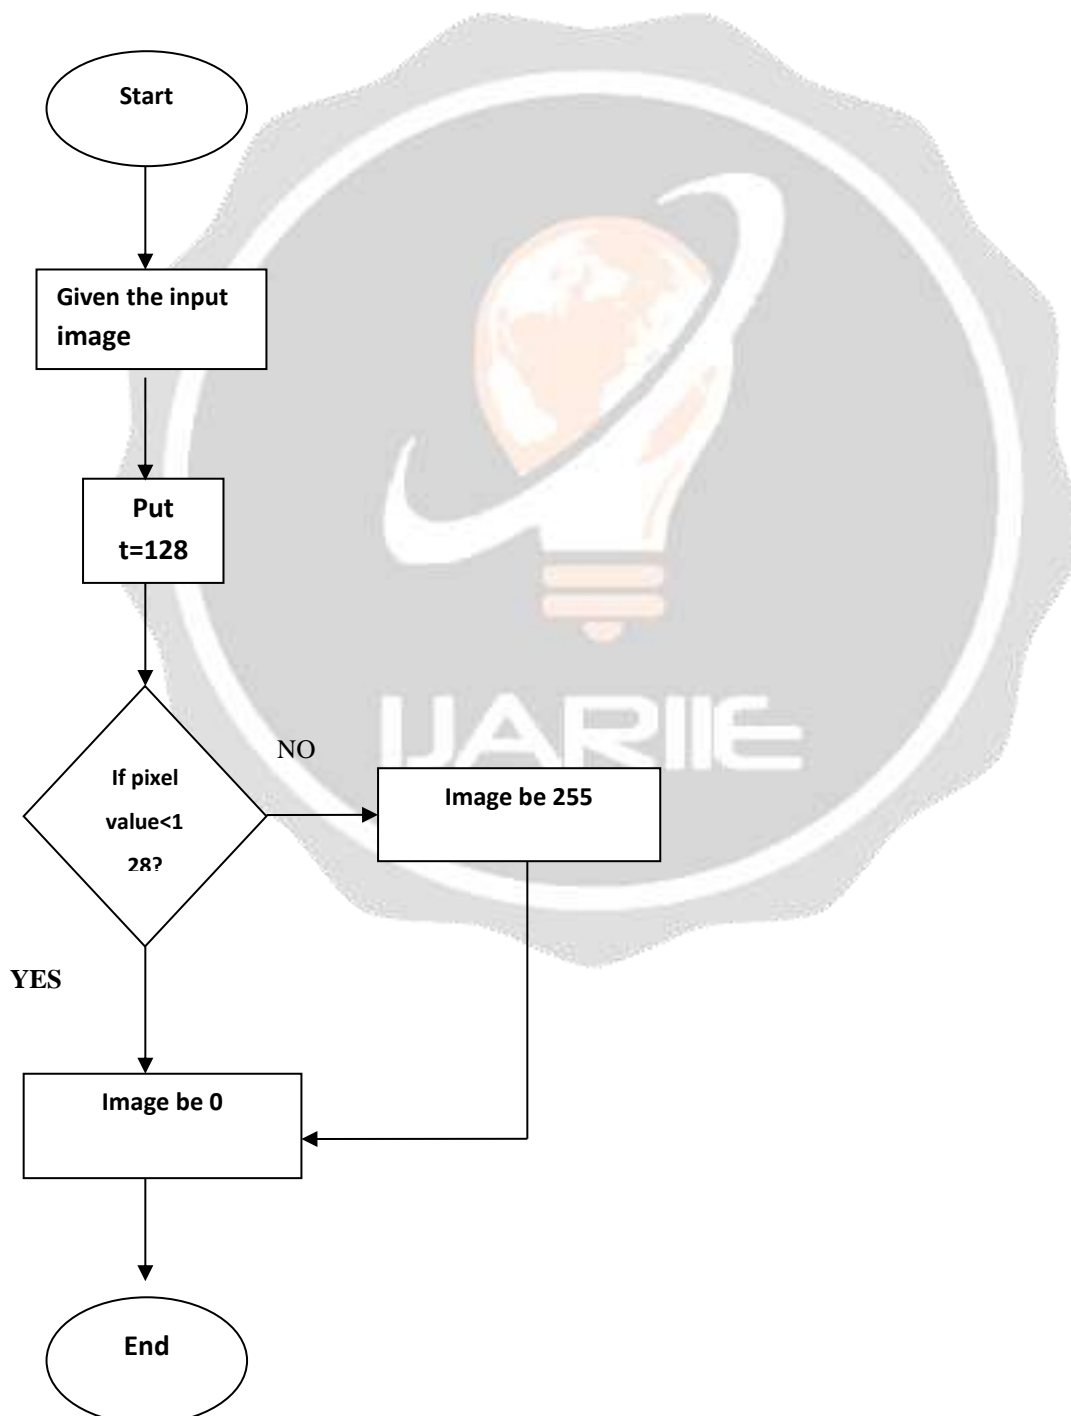 Start
Given the input
image
Put
t=128
If pixel
value<1
28?
NO
Image be 255
YES
Image be 0
End
IJARIIE